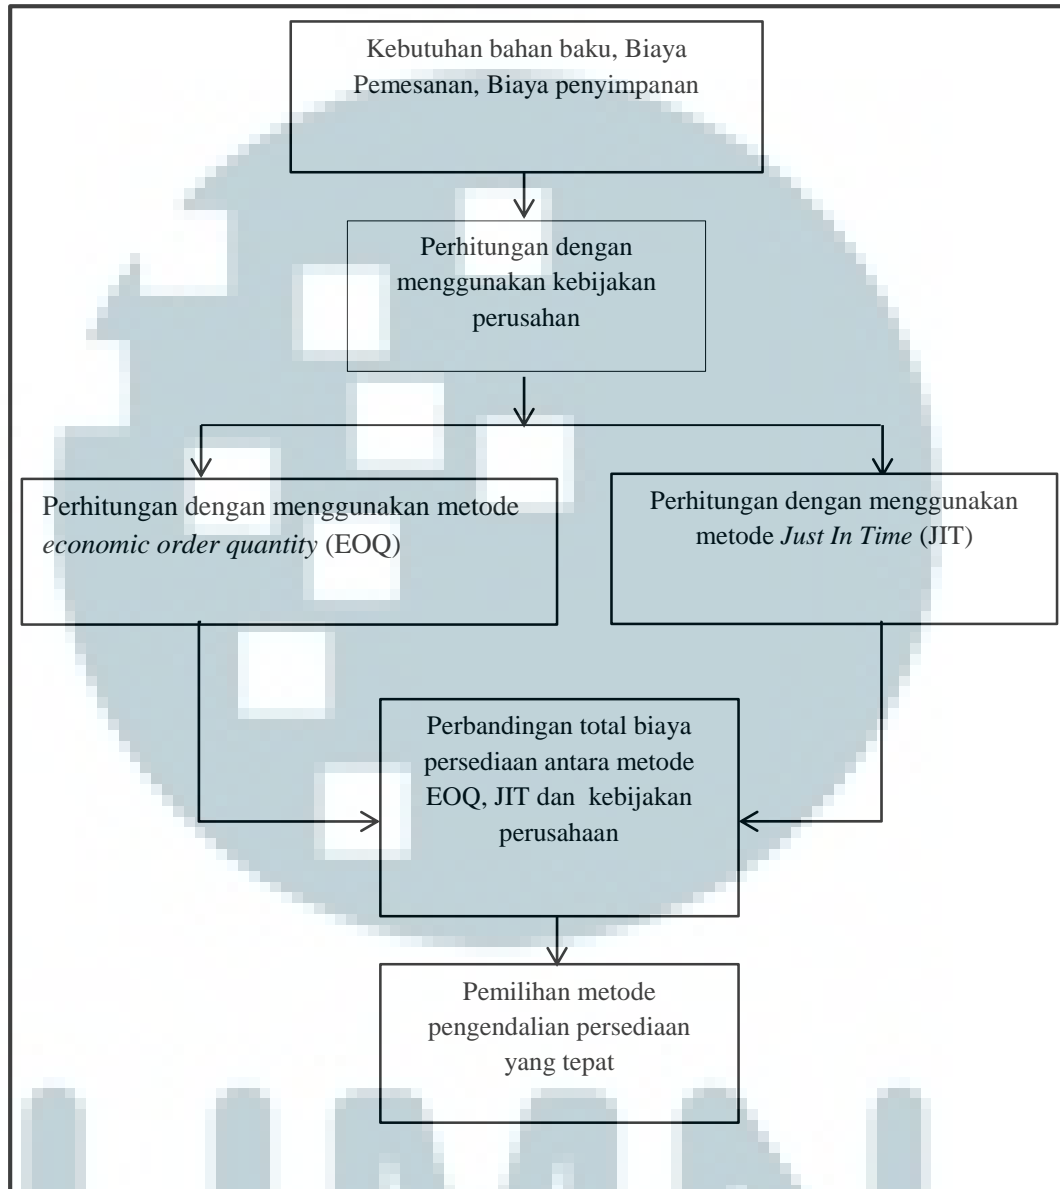 Kebutuhan bahan baku, Biaya
Pemesanan, Biaya penyimpanan
Perhitungan dengan
menggunakan kebijakan
perusahan
Perhitungan dengan menggunakan metode
economic order quantity (EOQ)
Perhitungan dengan menggunakan
metode Just In Time (JIT)
Perbandingan total biaya
persediaan antara metode
EOQ, JIT dan kebijakan
perusahaan
Pemilihan metode
pengendalian persediaan
yang tepat